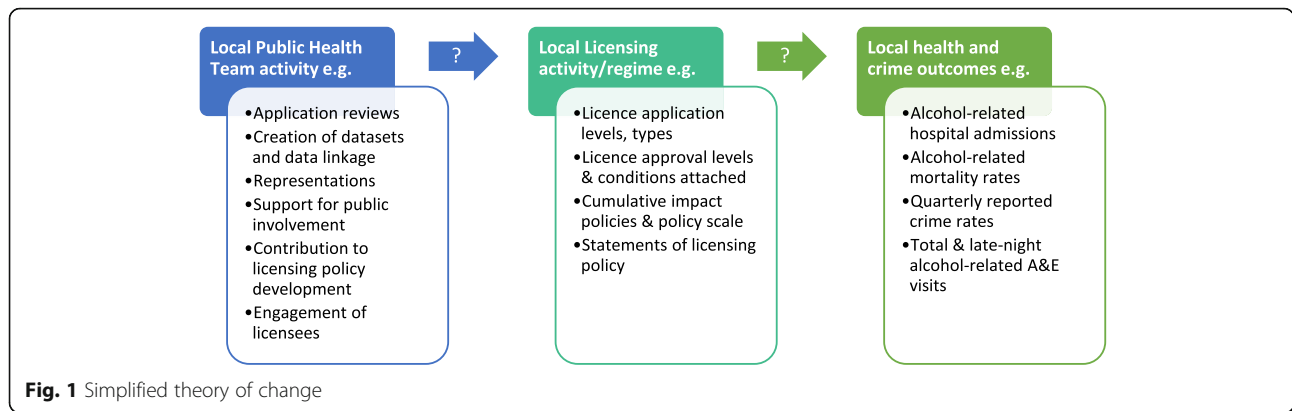 Local Public Health
Team activity e.g.
•Application reviews
•Creation of datasets
and data linkage
•Representations
•Support for public
involvement
•Contribution to
licensing policy
development
•Engagement of
licensees
?
Local Licensing
activity/regime e.g.
•Licence application
levels, types
•Licence approval levels
& conditions attached
•Cumulative impact
policies & policy scale
•Statements of licensing
policy
?
Local health and
crime outcomes e.g.
•Alcohol-related
hospital admissions
•Alcohol-related
mortality rates
•Quarterly reported
crime rates
•Total & late-night
alcohol-related A&E
visits
Fig. 1 Simplified theory of change